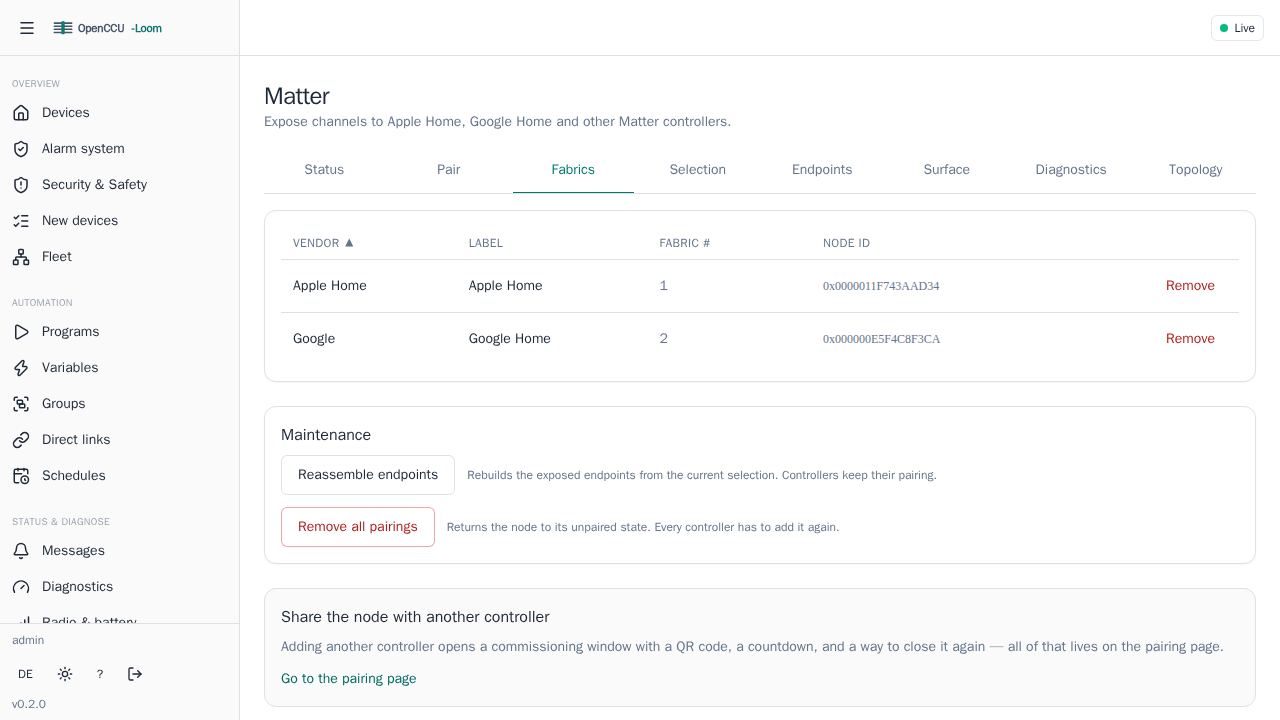 OpenCCU -Loom
Live
OVERVIEW
Devices
Alarm system
Security & Safety
New devices
Fleet
AUTOMATION
Programs
Variables
Groups
Direct links
Schedules
STATUS & DIAGNOSE
Messages
Diagnostics
Radio & battery
admin
DE
?
v0.2.0
Matter
Expose channels to Apple Home, Google Home and other Matter controllers.
Status Pair Fabrics Selection Endpoints Surface Diagnostics Topology
VENDOR ▲ LABEL FABRIC # NODE ID
Apple Home Apple Home 1 0x0000011F743AAD34 Remove
Google Google Home 2 0x000000E5F4C8F3CA Remove
Maintenance
Reassemble endpoints Rebuilds the exposed endpoints from the current selection. Controllers keep their pairing.
Remove all pairings Returns the node to its unpaired state. Every controller has to add it again.
Share the node with another controller
Adding another controller opens a commissioning window with a QR code, a countdown, and a way to close it again — all of that lives on the pairing page.
Go to the pairing page